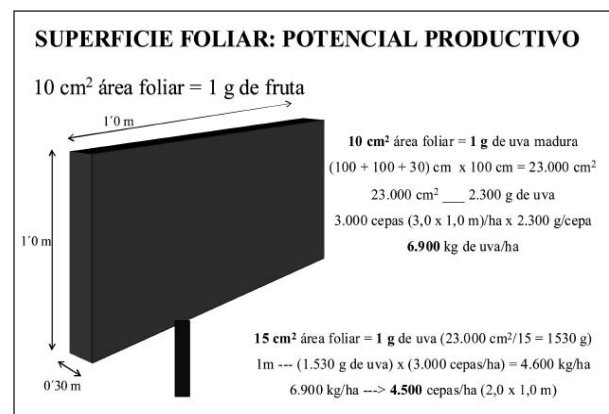 SUPERFICIE FOLIAR: POTENCIAL PRODUCTIVO
10 cm² área foliar = 1 g de fruta
1´0 m
1´0 m
0´30 m
10 cm² área foliar = 1 g de uva madura
(100 + 100 + 30) cm x 100 cm = 23.000 cm²
23.000 cm² ___ 2.300 g de uva
3.000 cepas (3,0 x 1,0 m)/ha x 2.300 g/cepa
6.900 kg de uva/ha
15 cm² área foliar = 1 g de uva (23.000 cm²/15 = 1530 g)
1m --- (1.530 g de uva) x (3.000 cepas/ha) = 4.600 kg/ha
6.900 kg/ha ---> 4.500 cepas/ha (2,0 x 1,0 m)